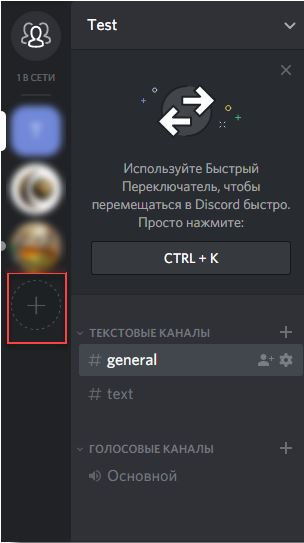 Test
1 В СЕТИ
Используйте Быстрый
Переключатель, чтобы
перемещаться в Discord быстро.
Просто нажмите:
CTRL + K
ТЕКСТОВЫЕ КАНАЛЫ
# general
# text
ГОЛОСОВЫЕ КАНАЛЫ
Основной